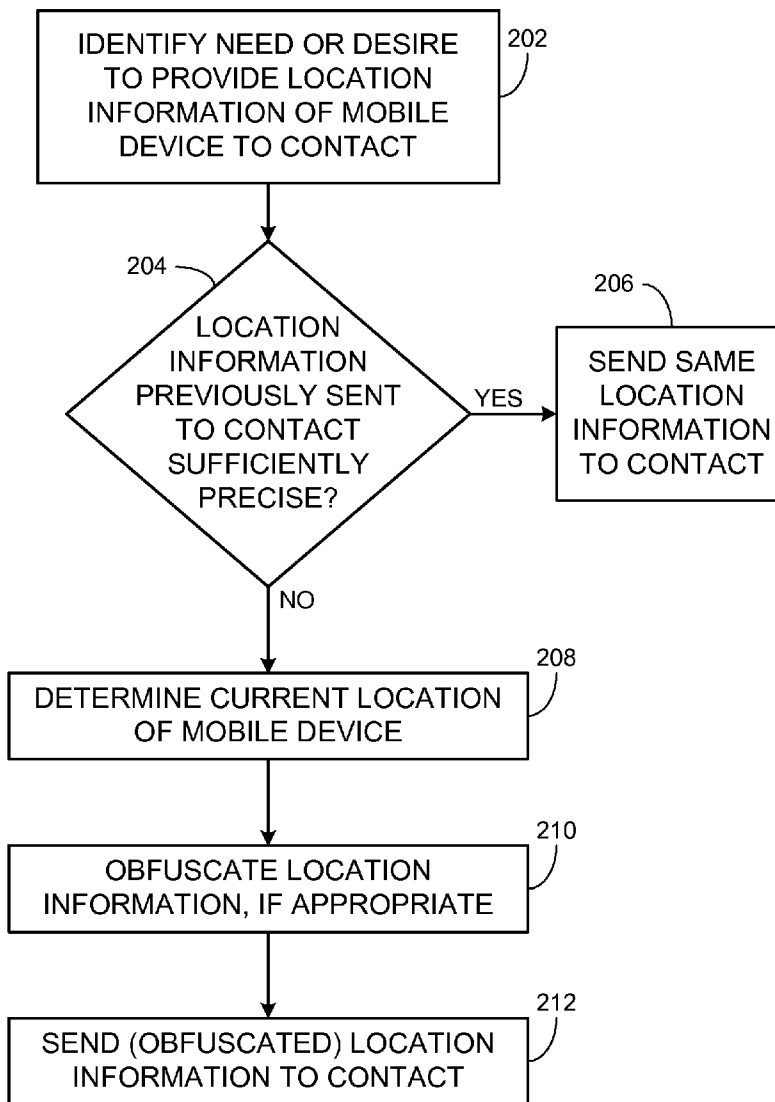 IDENTIFY NEED OR DESIRE
TO PROVIDE LOCATION
INFORMATION OF MOBILE
DEVICE TO CONTACT
202
204
LOCATION
INFORMATION
PREVIOUSLY SENT
TO CONTACT
SUFFICIENTLY
PRECISE?
YES
206
SEND SAME
LOCATION
INFORMATION
TO CONTACT
NO
208
DETERMINE CURRENT LOCATION
OF MOBILE DEVICE
210
OBFUSCATE LOCATION
INFORMATION, IF APPROPRIATE
212
SEND (OBFUSCATED) LOCATION
INFORMATION TO CONTACT